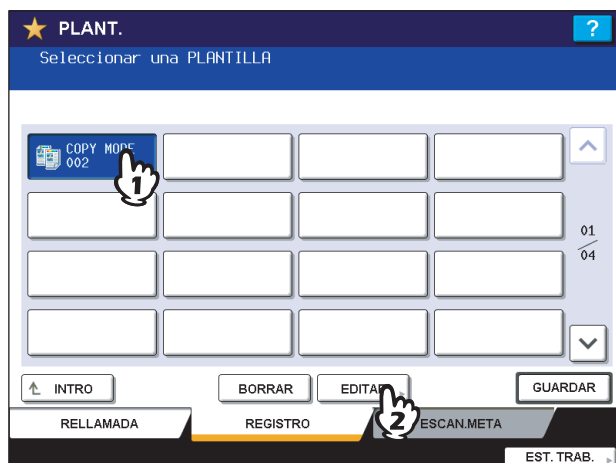 PLANT.
?
Seleccionar una PLANTILLA
COPY MODE
002
1
01
04
INTRO
BORRAR
EDITAR
GUARDAR
2
RELLAMADA
REGISTRO
ESCAN.META
EST. TRAB.